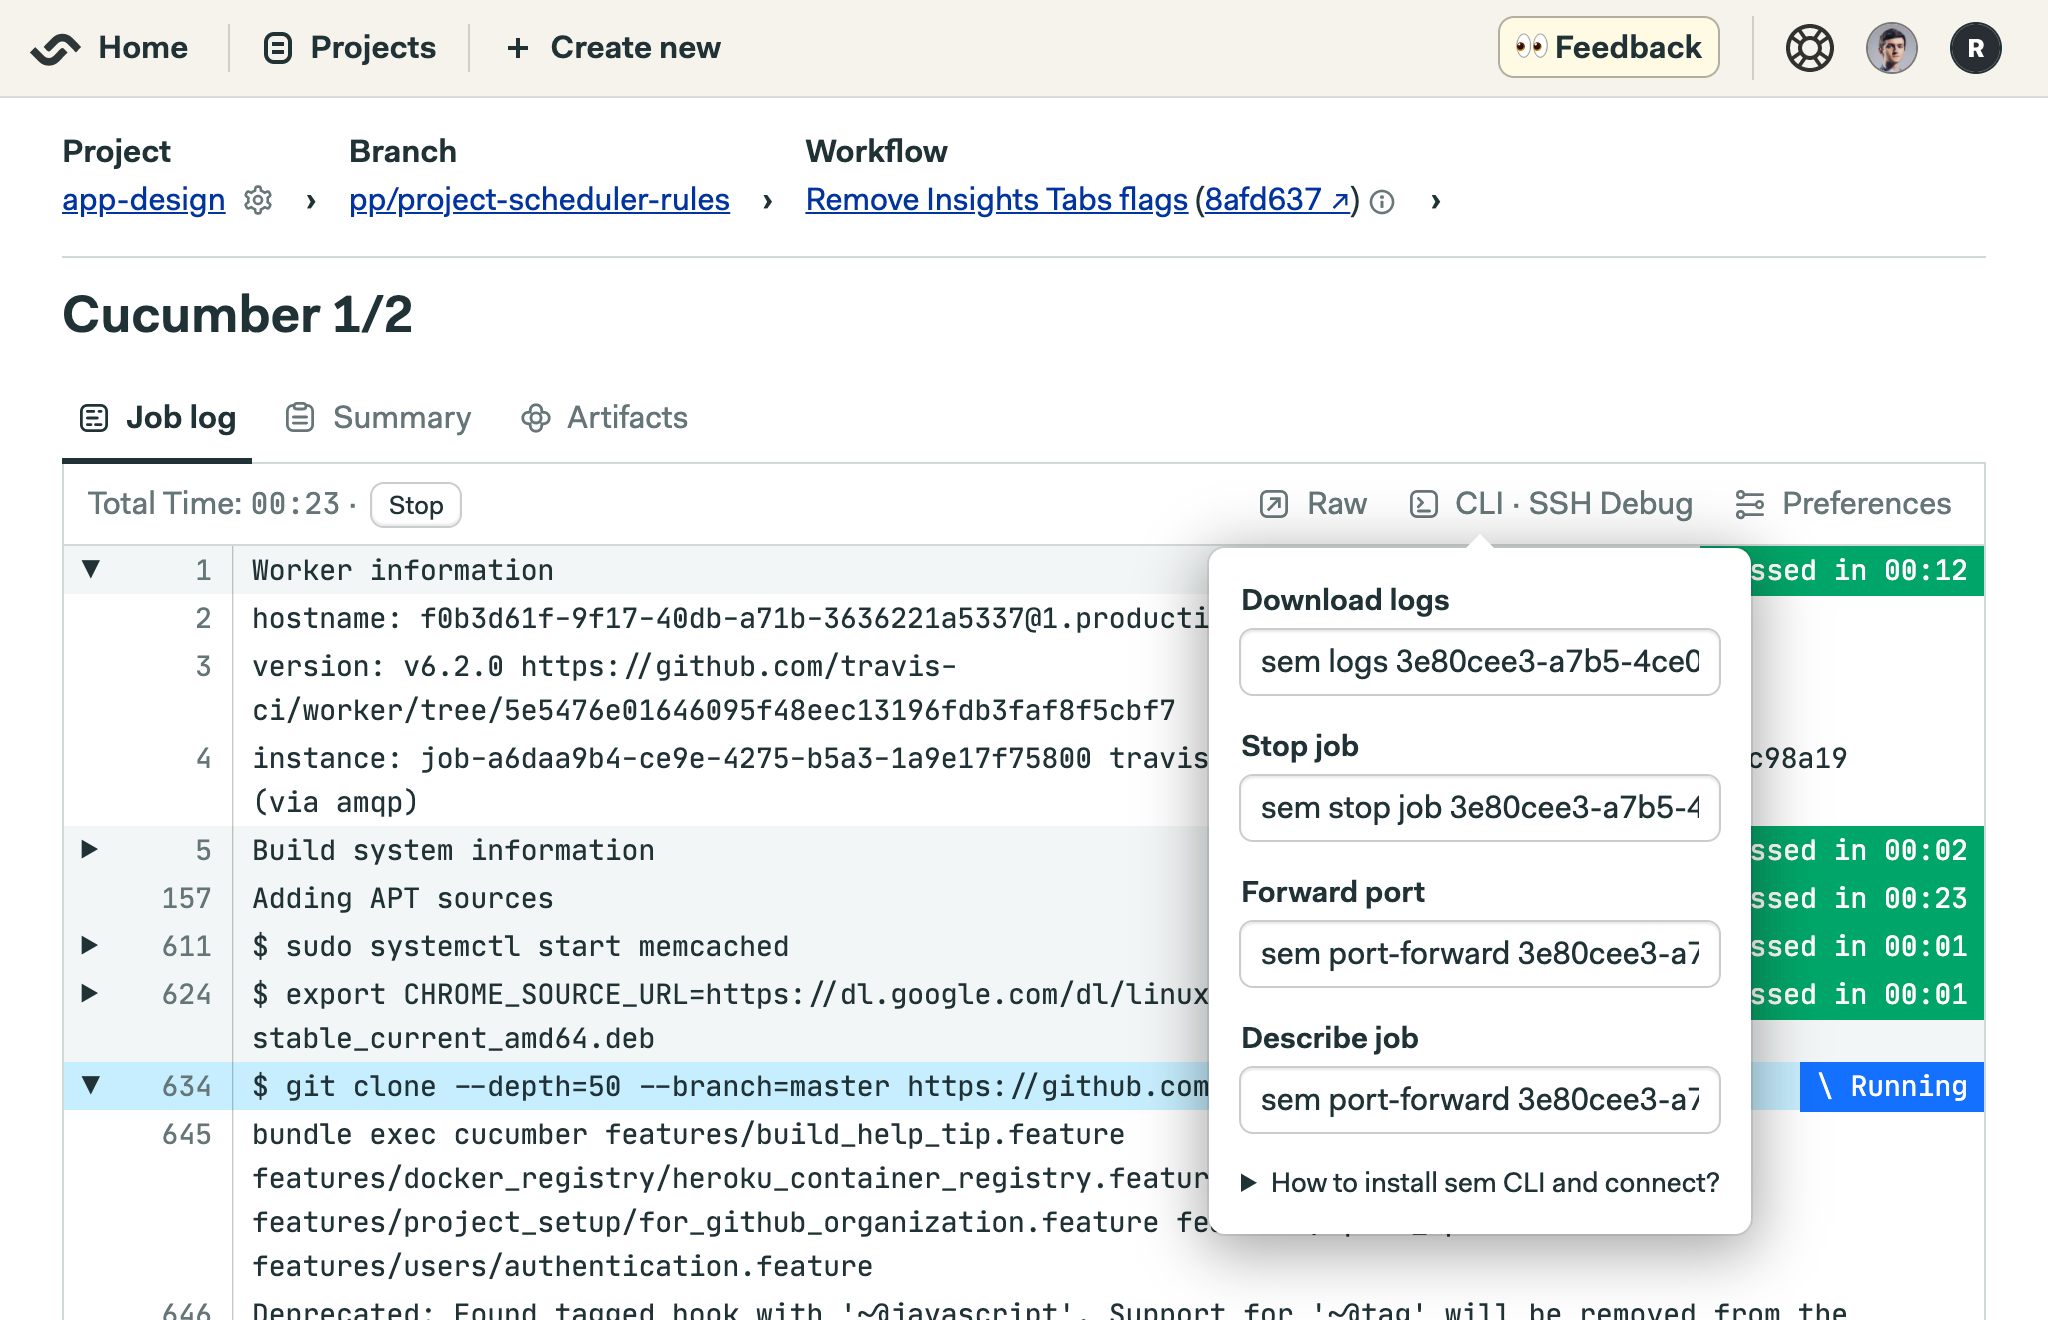 Home
Projects
+ Create new
👀 Feedback
R
Project
Branch
Workflow
app-design
›
pp/project-scheduler-rules
›
Remove Insights Tabs flags (8afd637 ↗)
›
Cucumber 1/2
Job log
Summary
Artifacts
Total Time: 00:23 ·
Stop
Raw
CLI · SSH Debug
Preferences
▼ 1 Worker information
ssed in 00:12
2 hostname: f0b3d61f-9f17-40db-a71b-3636221a5337@1.producti
3 version: v6.2.0 https://github.com/travis-
ci/worker/tree/5e5476e01646095f48eec13196fdb3faf8f5cbf7
4 instance: job-a6daa9b4-ce9e-4275-b5a3-1a9e17f75800 travis
c98a19
(via amqp)
▶ 5 Build system information
ssed in 00:02
157 Adding APT sources
ssed in 00:23
▶ 611 $ sudo systemctl start memcached
ssed in 00:01
▶ 624 $ export CHROME_SOURCE_URL=https://dl.google.com/dl/linux
ssed in 00:01
stable_current_amd64.deb
▼ 634 $ git clone --depth=50 --branch=master https://github.com
\ Running
645 bundle exec cucumber features/build_help_tip.feature
features/docker_registry/heroku_container_registry.featur
features/project_setup/for_github_organization.feature
features/users/authentication.feature
646 Deprecated: Found tagged hook with '~@javascript'. Support for '~@tag' will be removed from the
Download logs
sem logs 3e80cee3-a7b5-4ce0
Stop job
sem stop job 3e80cee3-a7b5-4
Forward port
sem port-forward 3e80cee3-a7
Describe job
sem port-forward 3e80cee3-a7
▶ How to install sem CLI and connect?